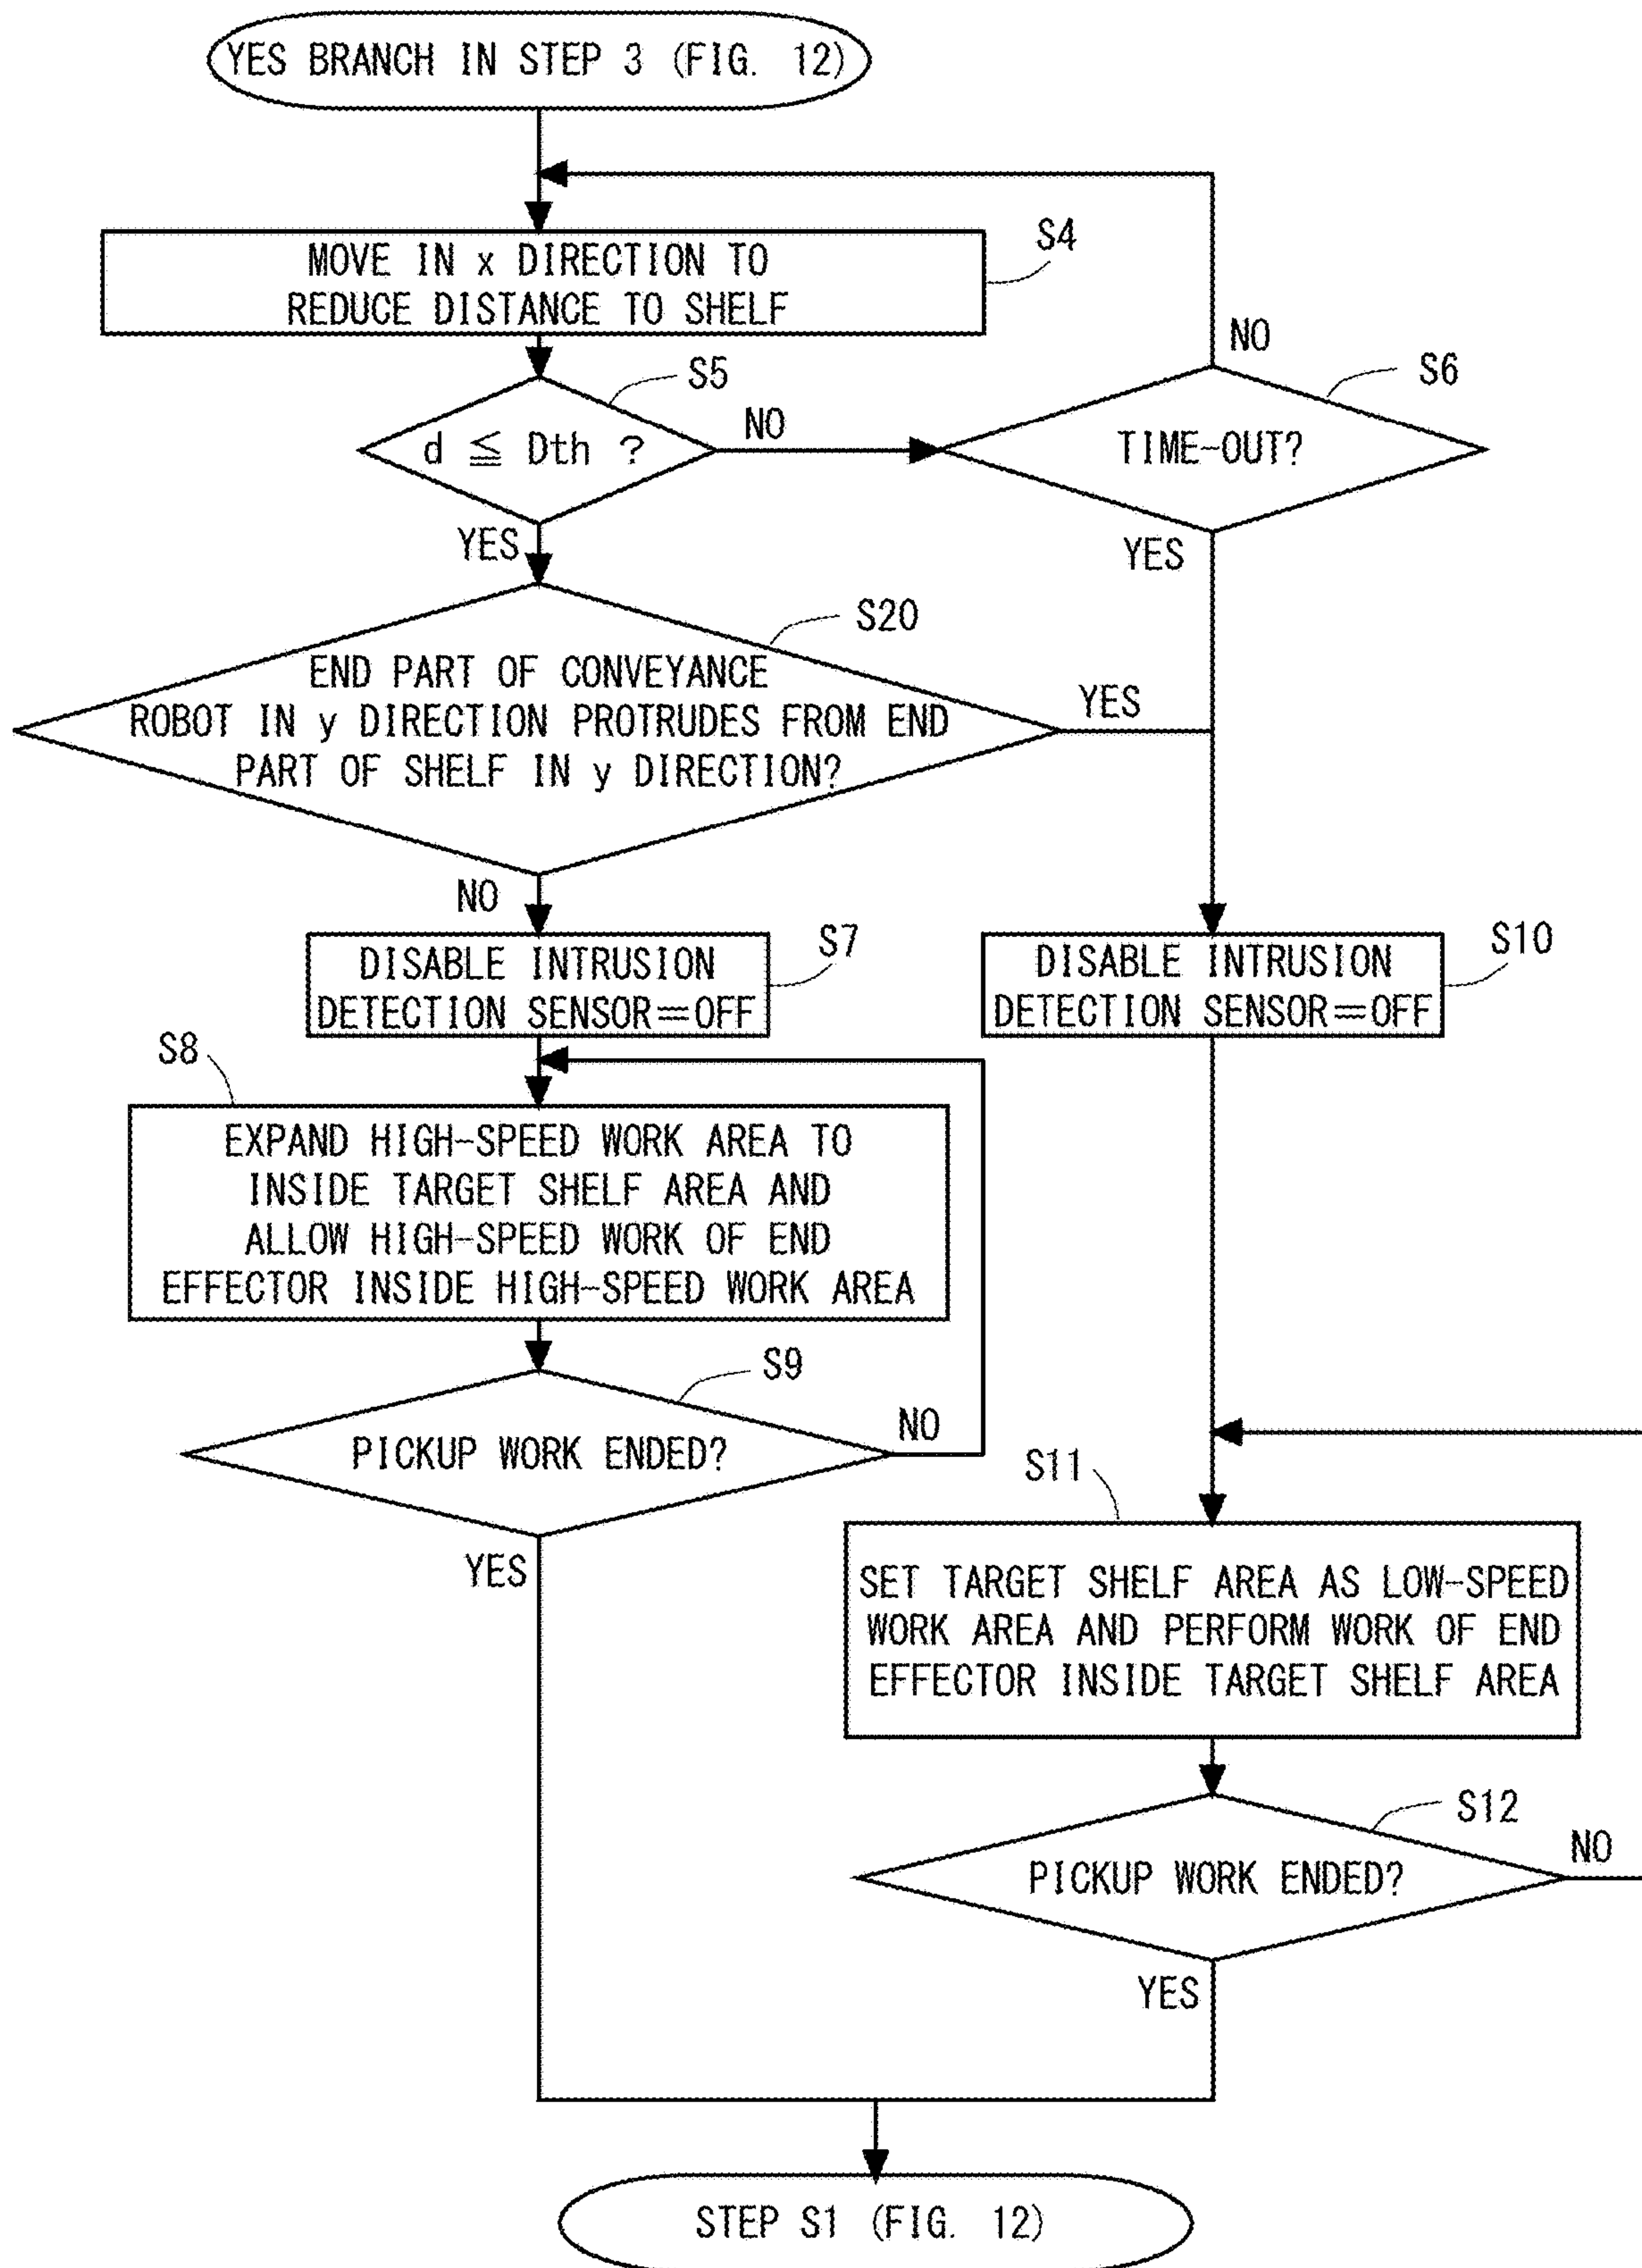 YES BRANCH IN STEP 3 (FIG. 12)
MOVE IN x DIRECTION TO
REDUCE DISTANCE TO SHELF
S4
S5
d ≦ Dth ?
NO
YES
S6
TIME-OUT?
NO
YES
S20
END PART OF CONVEYANCE
ROBOT IN y DIRECTION PROTRUDES FROM END
PART OF SHELF IN y DIRECTION?
YES
NO
S7
DISABLE INTRUSION
DETECTION SENSOR=OFF
S10
DISABLE INTRUSION
DETECTION SENSOR=OFF
S8
EXPAND HIGH-SPEED WORK AREA TO
INSIDE TARGET SHELF AREA AND
ALLOW HIGH-SPEED WORK OF END
EFFECTOR INSIDE HIGH-SPEED WORK AREA
S9
PICKUP WORK ENDED?
NO
YES
S11
SET TARGET SHELF AREA AS LOW-SPEED
WORK AREA AND PERFORM WORK OF END
EFFECTOR INSIDE TARGET SHELF AREA
S12
PICKUP WORK ENDED?
NO
YES
STEP S1 (FIG. 12)